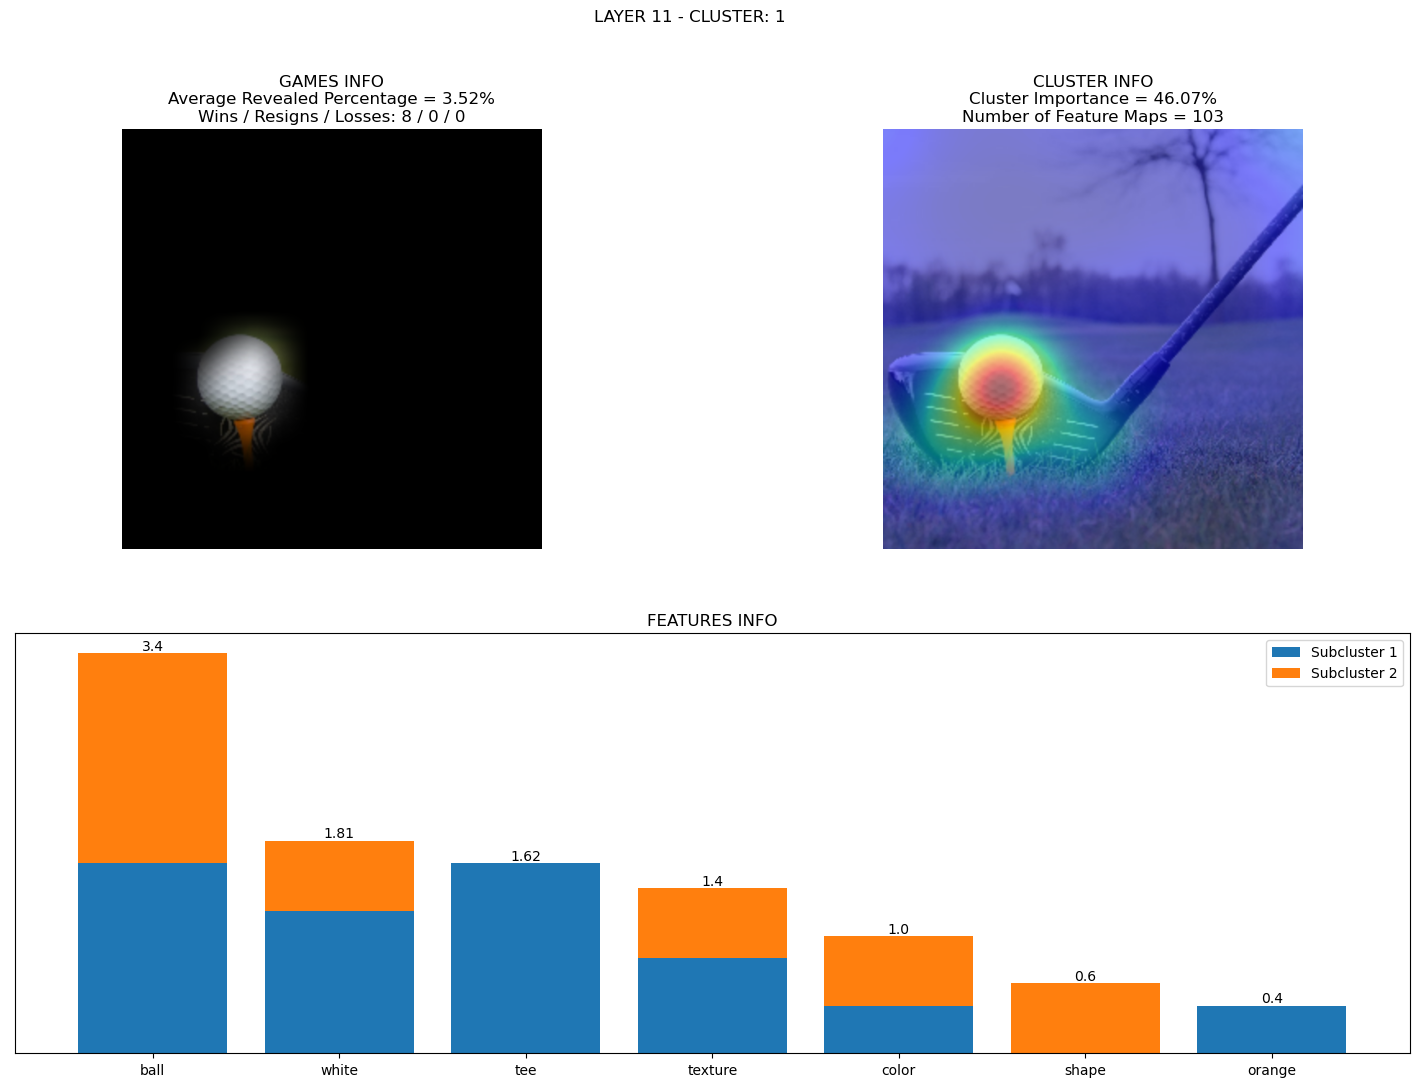 LAYER 11 - CLUSTER: 1
GAMES INFO
Average Revealed Percentage = 3.52%
Wins / Resigns / Losses: 8 / 0 / 0
CLUSTER INFO
Cluster Importance = 46.07%
Number of Feature Maps = 103
FEATURES INFO
Subcluster 1
Subcluster 2
3.4
1.81
1.62
1.4
1.0
0.6
0.4
ball white tee texture color shape orange